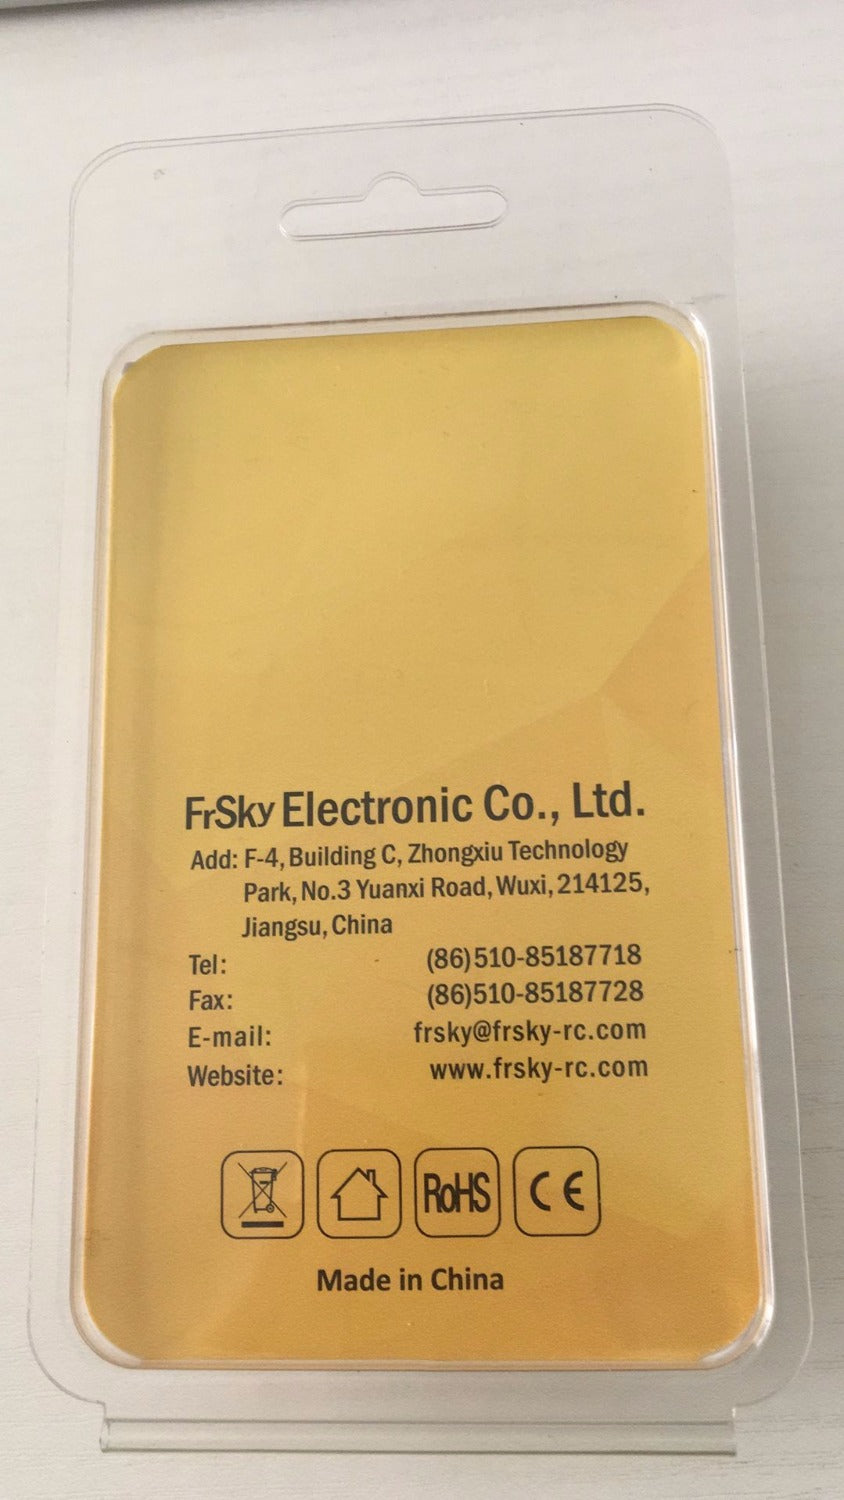 FrSky Electronic Co., Ltd.
Add: F-4, Building C, Zhongxiu Technology
Park, No.3 Yuanxi Road, Wuxi, 214125,
Jiangsu, China
Tel: (86)510-85187718
Fax: (86)510-85187728
E-mail: frsky@frsky-rc.com
Website: www.frsky-rc.com
RoHS CE
Made in China